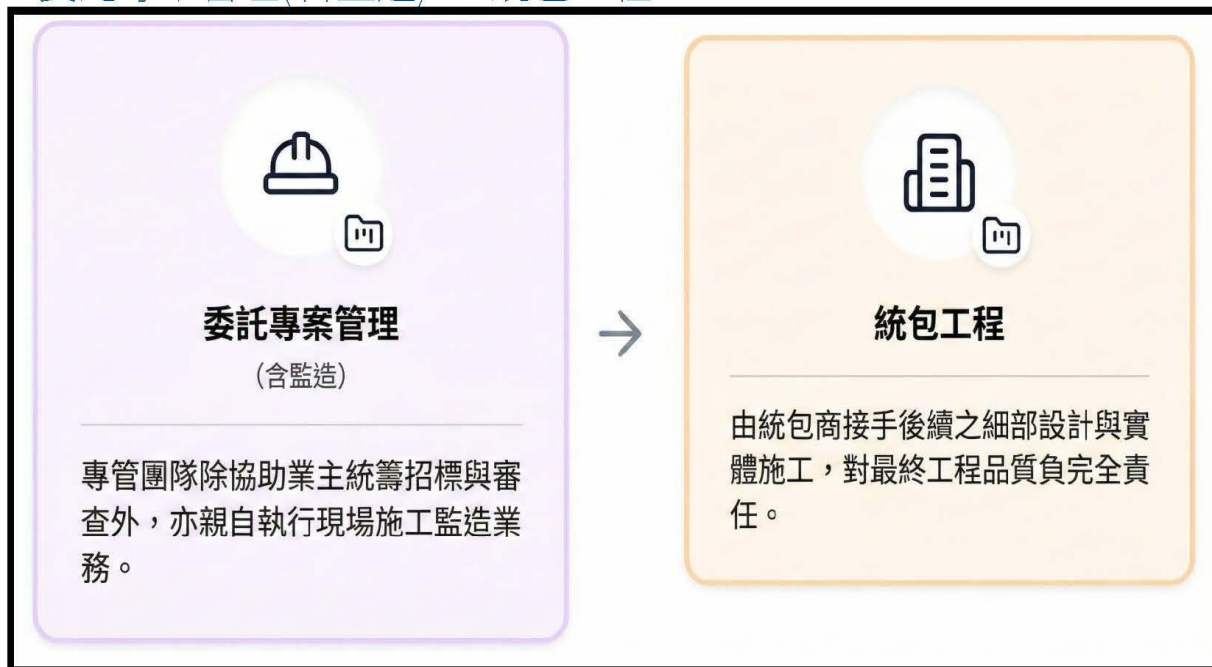 委託專案管理
(含監造)
專管團隊除協助業主統籌招標與審
查外，亦親自執行現場施工監造業
務。
統包工程
由統包商接手後續之細部設計與實
體施工，對最終工程品質負完全責
任。